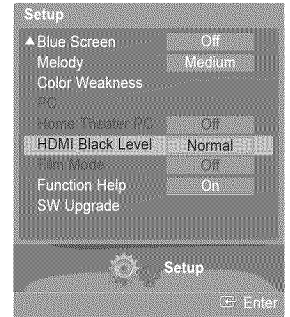 Setup
▲ Blue Screen Off
Melody Medium
Color Weakness
PC
Home Theater PC Off
HDMI Black Level Normal
Film Mode Off
Function Help On
SW Upgrade
Setup
Enter